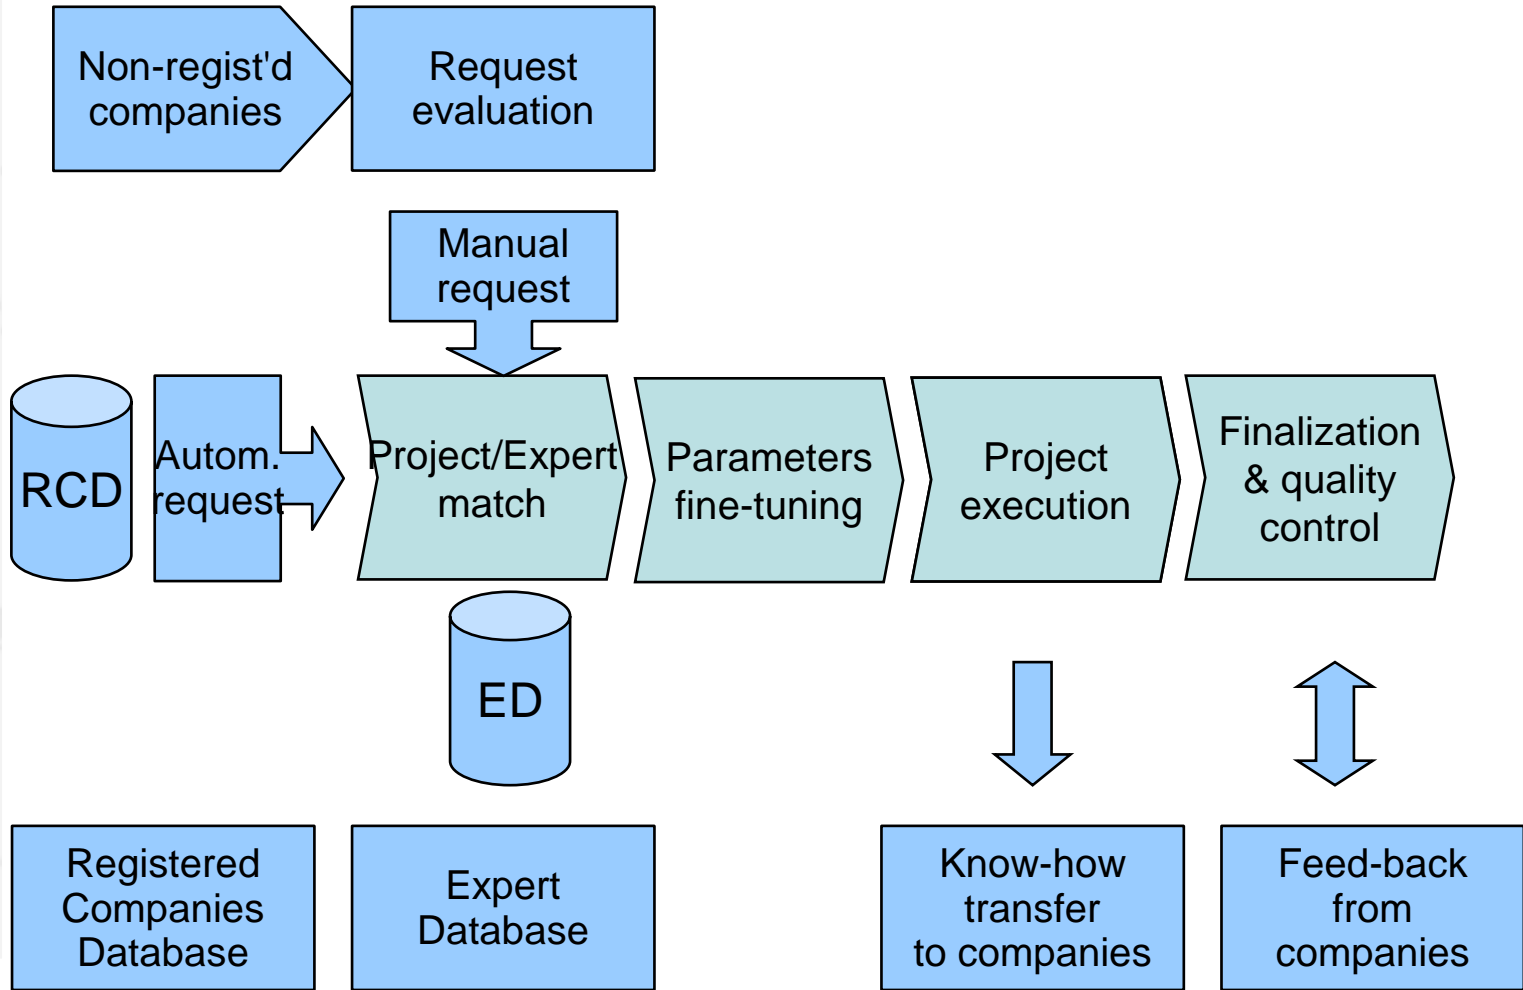 Non-regist'd
companies
Request
evaluation
Manual
request
RCD
Autom.
request
Project/Expert
match
Parameters
fine-tuning
Project
execution
Finalization
& quality
control
ED
Registered
Companies
Database
Expert
Database
Know-how
transfer
to companies
Feed-back
from
companies